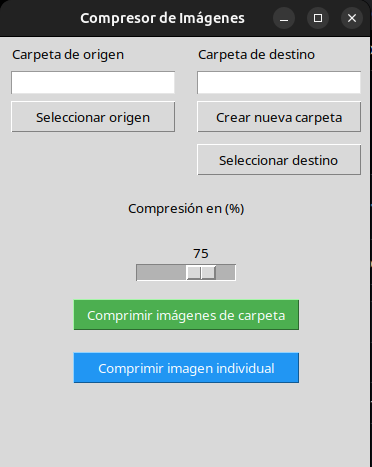 Compresor de Imágenes
Carpeta de origen
Carpeta de destino
Seleccionar origen
Crear nueva carpeta
Seleccionar destino
Compresión en (%)
75
Comprimir imágenes de carpeta
Comprimir imagen individual